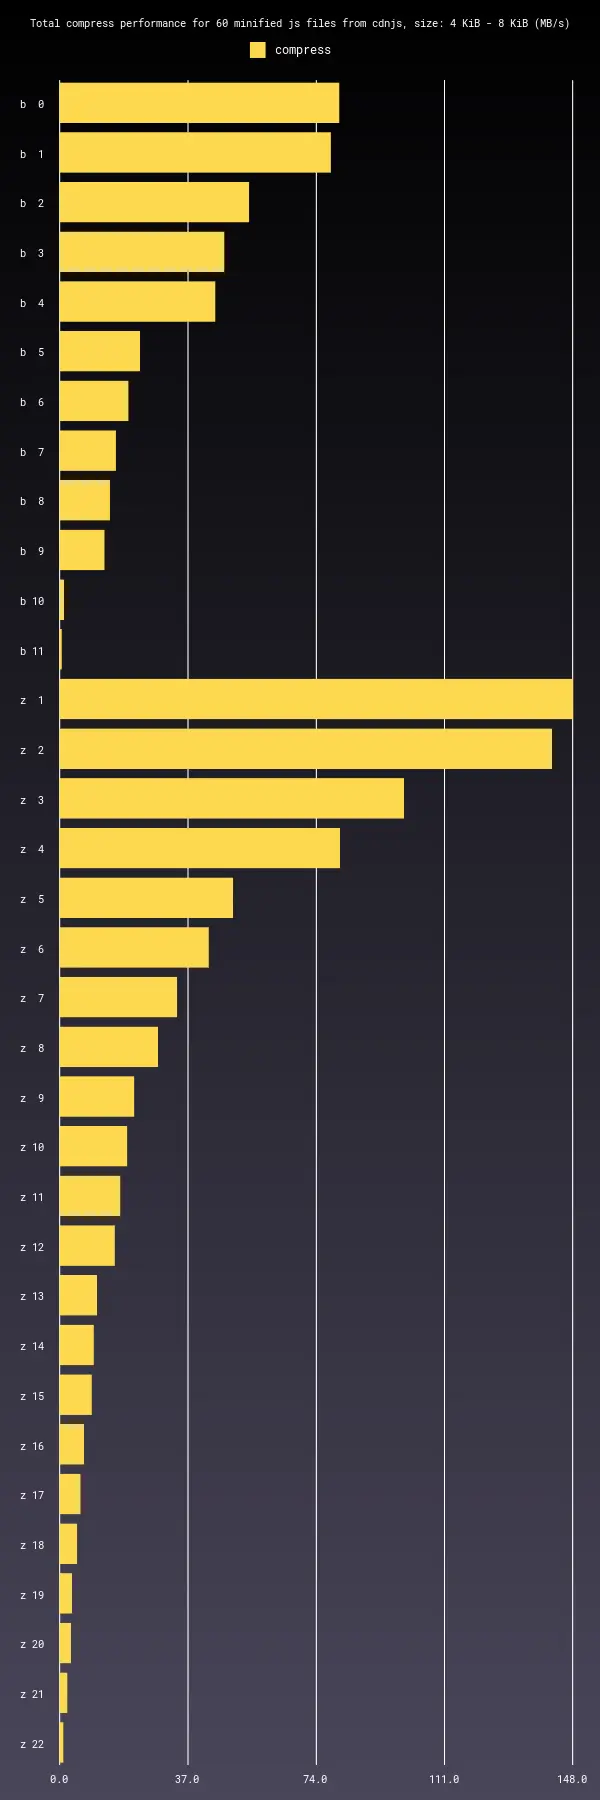 Total compress performance for 60 minified js files from cdnjs, size: 4 KiB - 8 KiB (MB/s)
compress
b 0
b 1
b 2
b 3
b 4
b 5
b 6
b 7
b 8
b 9
b 10
b 11
z 1
z 2
z 3
z 4
z 5
z 6
z 7
z 8
z 9
z 10
z 11
z 12
z 13
z 14
z 15
z 16
z 17
z 18
z 19
z 20
z 21
z 22
0.0 37.0 74.0 111.0 148.0